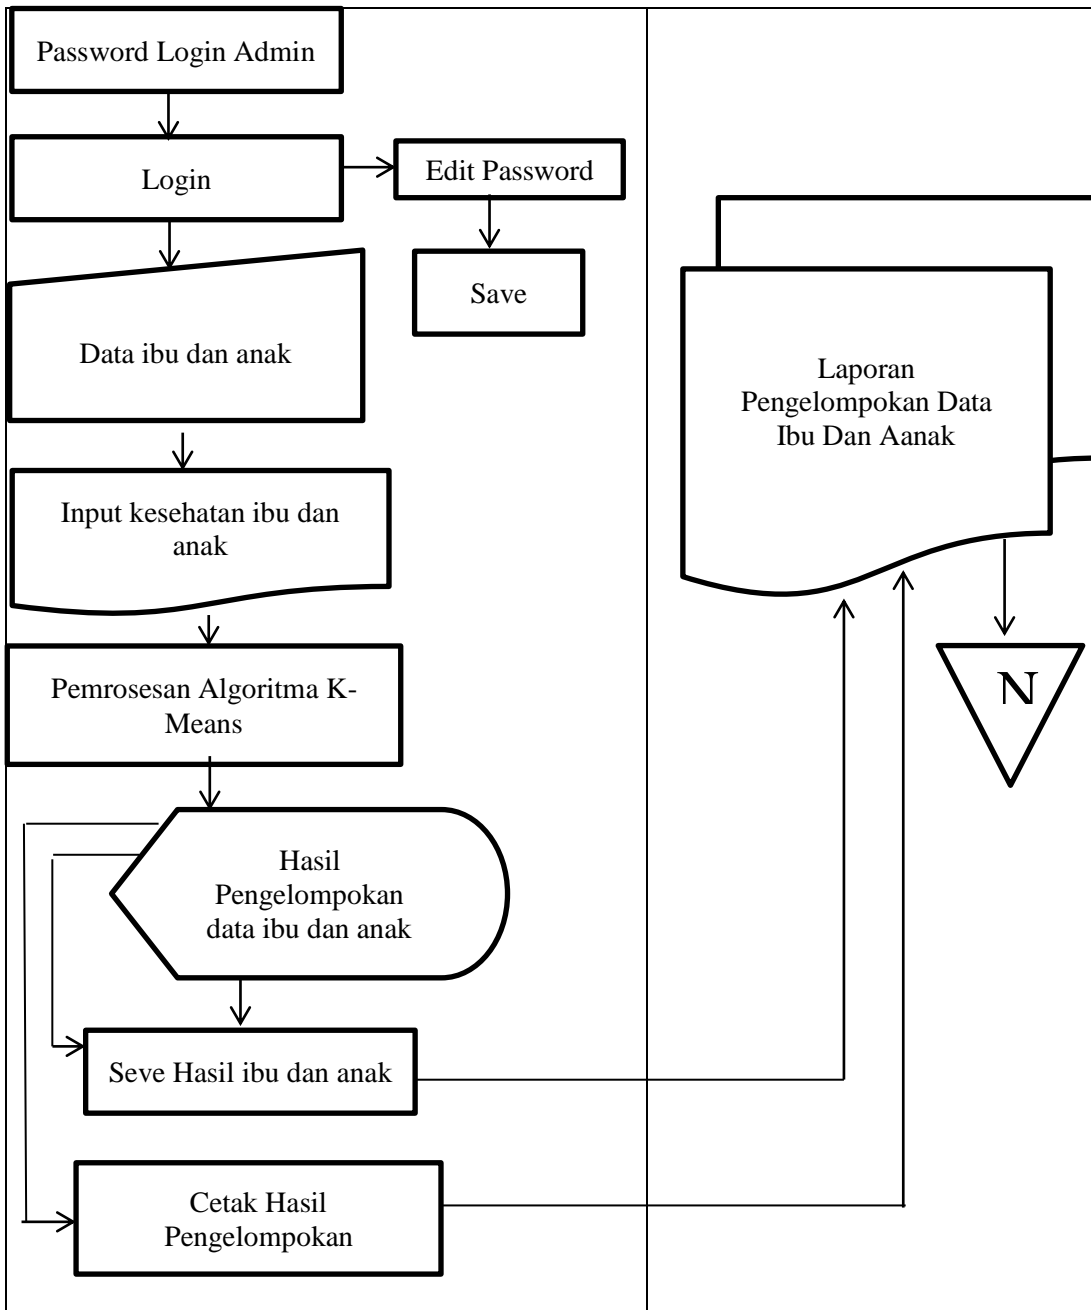 Password Login Admin
Login
Edit Password
Save
Data ibu dan anak
Input kesehatan ibu dan
anak
Pemrosesan Algoritma K-
Means
Hasil
Pengelompokan
data ibu dan anak
Seve Hasil ibu dan anak
Cetak Hasil
Pengelompokan
Laporan
Pengelompokan Data
Ibu Dan Aanak
N